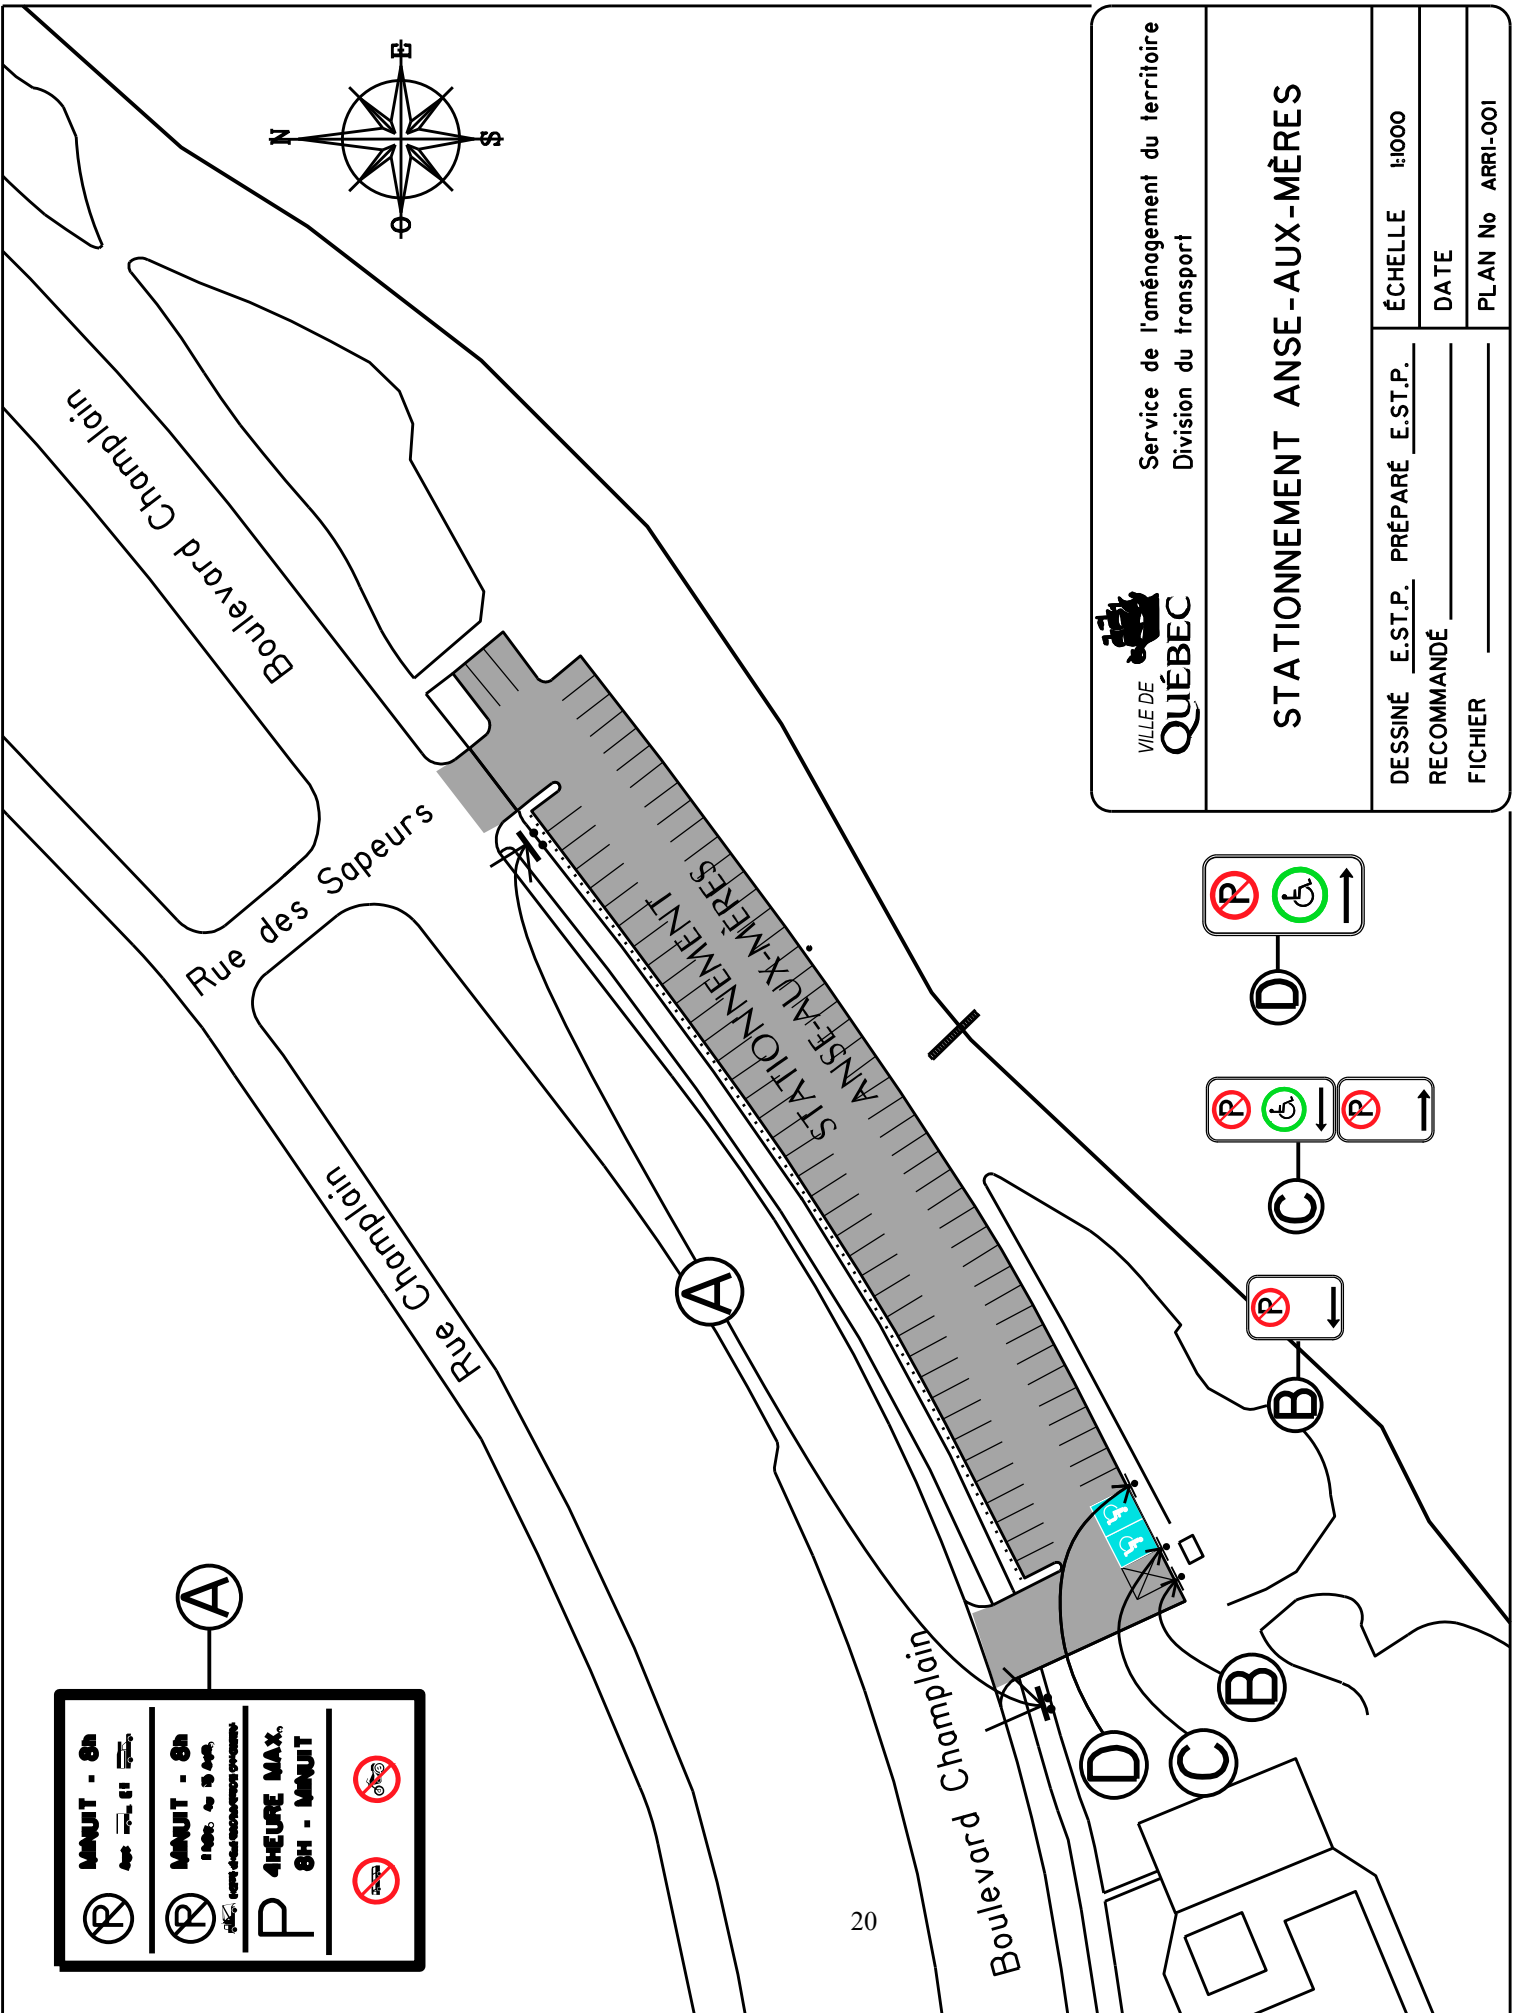 N
E
S
O
Boulevard Champlain
Rue des Sapeurs
Rue Champlain
Boulevard Champlain
STATIONNEMENT
ANSE-AUX-MÈRES
A
A
B
C
D
B
C
D
P
MINUIT - 8h
P
MINUIT - 8h
P
4HEURE MAX.
8H - MINUIT
P
P
P
P
VILLE DE
QUÉBEC
Service de l'aménagement du territoire
Division du transport
STATIONNEMENT ANSE-AUX-MÈRES
DESSINÉ E.ST.P. PRÉPARÉ E.ST.P.
RECOMMANDÉ
FICHIER
ÉCHELLE 1:1000
DATE
PLAN No ARRI-001
20